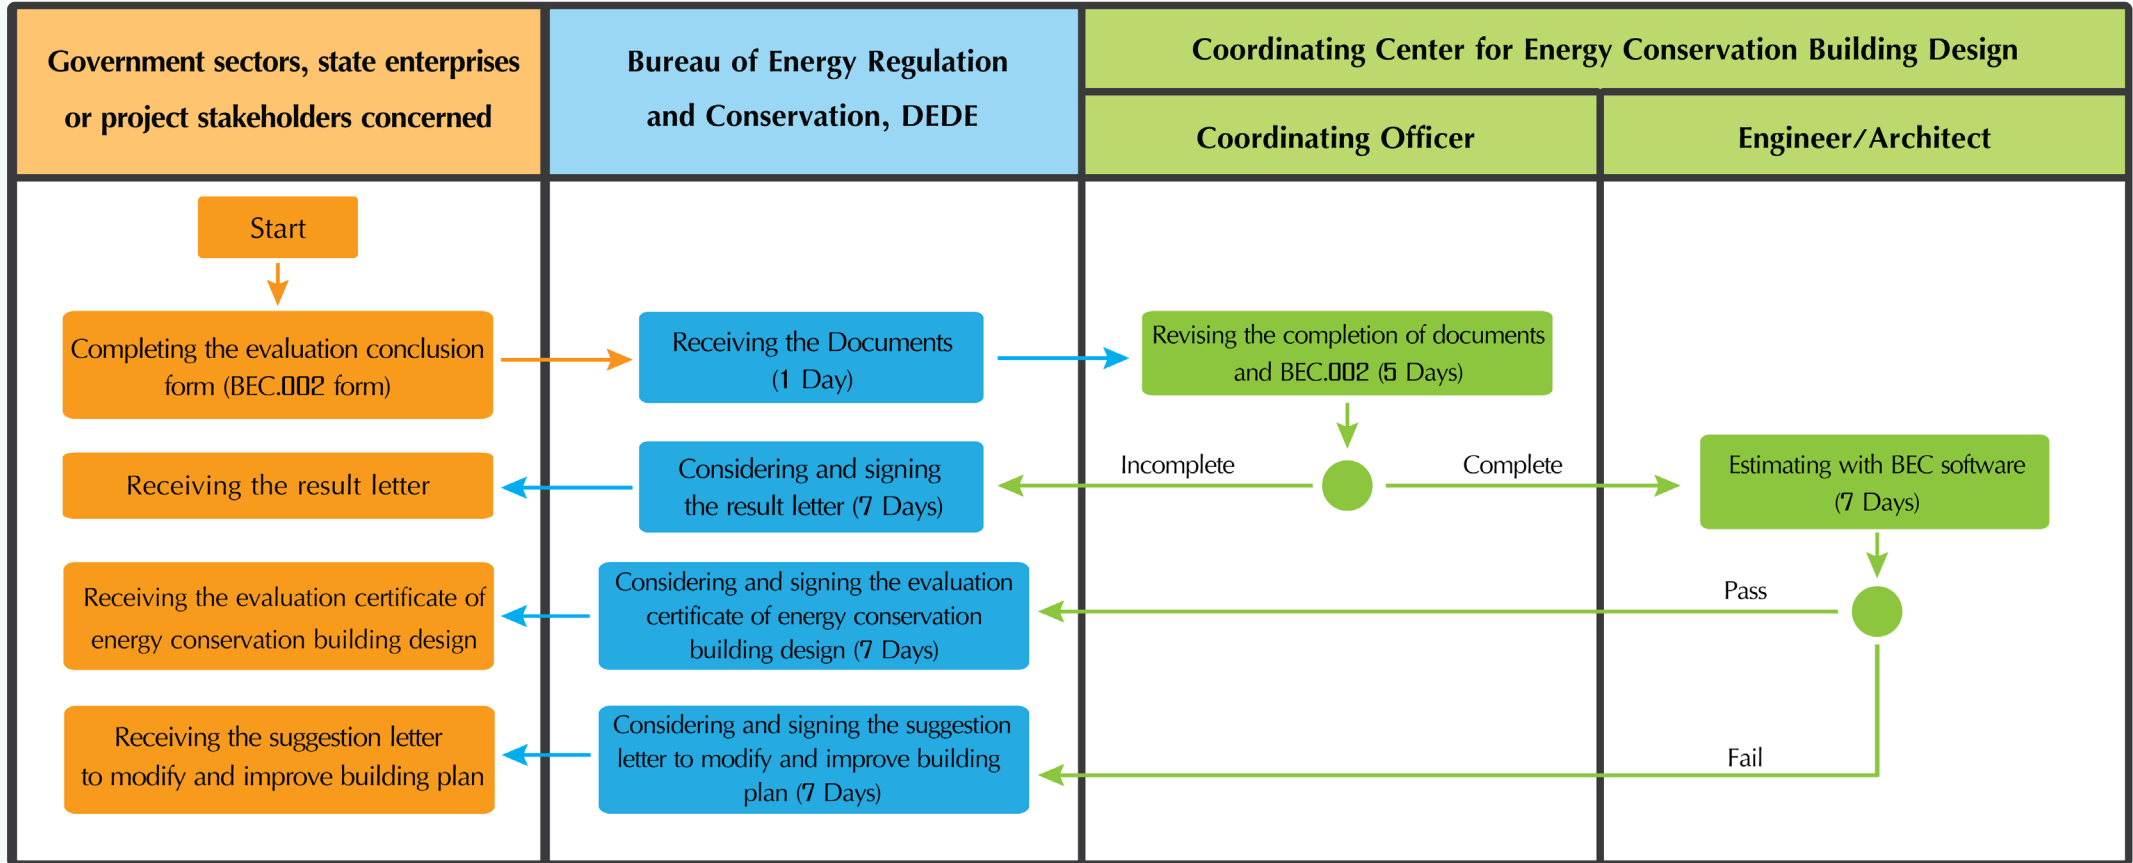 Government sectors, state enterprises
or project stakeholders concerned
Bureau of Energy Regulation
and Conservation, DEDE
Coordinating Center for Energy Conservation Building Design
Coordinating Officer
Engineer/Architect
Start
Completing the evaluation conclusion
form (BEC.002 form)
Receiving the Documents
(1 Day)
Revising the completion of documents
and BEC.002 (5 Days)
Receiving the result letter
Considering and signing
the result letter (7 Days)
Incomplete
Complete
Estimating with BEC software
(7 Days)
Receiving the evaluation certificate of
energy conservation building design
Considering and signing the evaluation
certificate of energy conservation
building design (7 Days)
Pass
Receiving the suggestion letter
to modify and improve building plan
Considering and signing the suggestion
letter to modify and improve building
plan (7 Days)
Fail